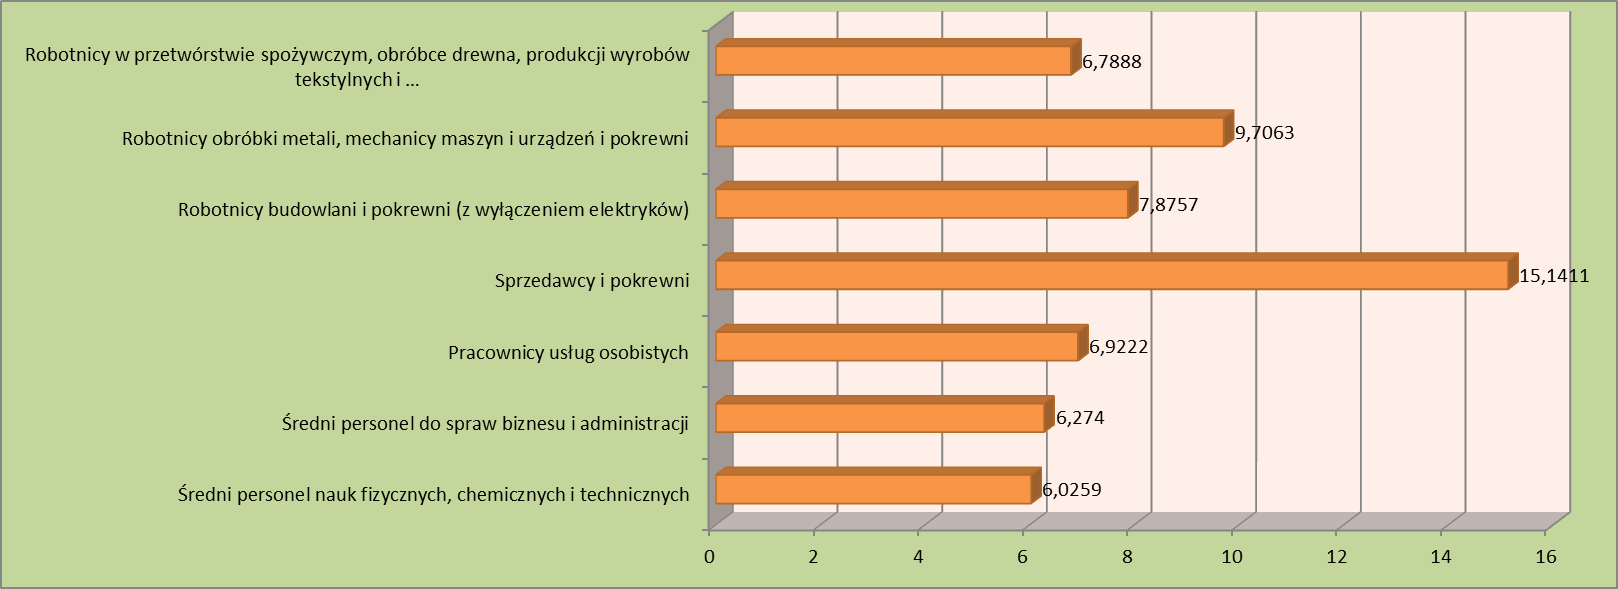 Robotnicy w przetwórstwie spożywczym, obróbce drewna, produkcji wyrobów
tekstylnych i ...
6,7888
Robotnicy obróbki metali, mechanicy maszyn i urządzeń i pokrewni
9,7063
Robotnicy budowlani i pokrewni (z wyłączeniem elektryków)
7,8757
Sprzedawcy i pokrewni
15,1411
Pracownicy usług osobistych
6,9222
Średni personel do spraw biznesu i administracji
6,274
Średni personel nauk fizycznych, chemicznych i technicznych
6,0259
0 2 4 6 8 10 12 14 16